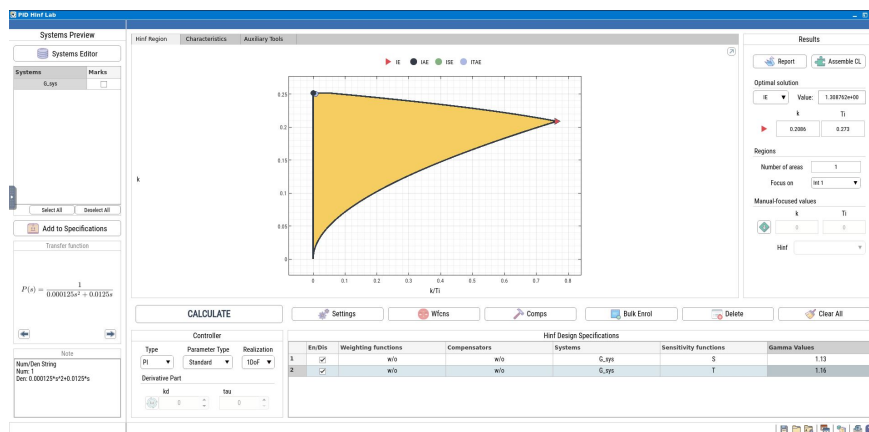 PID Hinf Lab
Systems Preview
Systems Editor
Systems Marks
G_sys
Select All Deselect All
Add to Specifications
Transfer function
P(s) = 1 / 0.000125s² + 0.0125s
Note
Num/Den String
Num: 1
Den: 0.000125*s^2+0.0125*s
Hinf Region Characteristics Auxiliary Tools
IE IAE ISE ITAE
0.25
0.2
0.15
k
0.1
0.05
0
0 0.1 0.2 0.3 0.4 0.5 0.6 0.7 0.8
k/Ti
CALCULATE
Settings Wfcns Comps Bulk Enrol Delete Clear All
Controller
Type Parameter Type Realization
PI Standard 1DoF
Derivative Part
kd tau
0 0
Hinf Design Specifications
En/Dis Weighting functions Compensators Systems Sensitivity functions Gamma Values
1 w/o w/o G_sys S 1.13
2 w/o w/o G_sys T 1.16
Results
Report Assemble CL
Optimal solution
IE Value: 1.308762e+00
k Ti
0.2086 0.273
Regions
Number of areas 1
Focus on Int 1
Manual-focused values
k Ti
0 0
Hinf